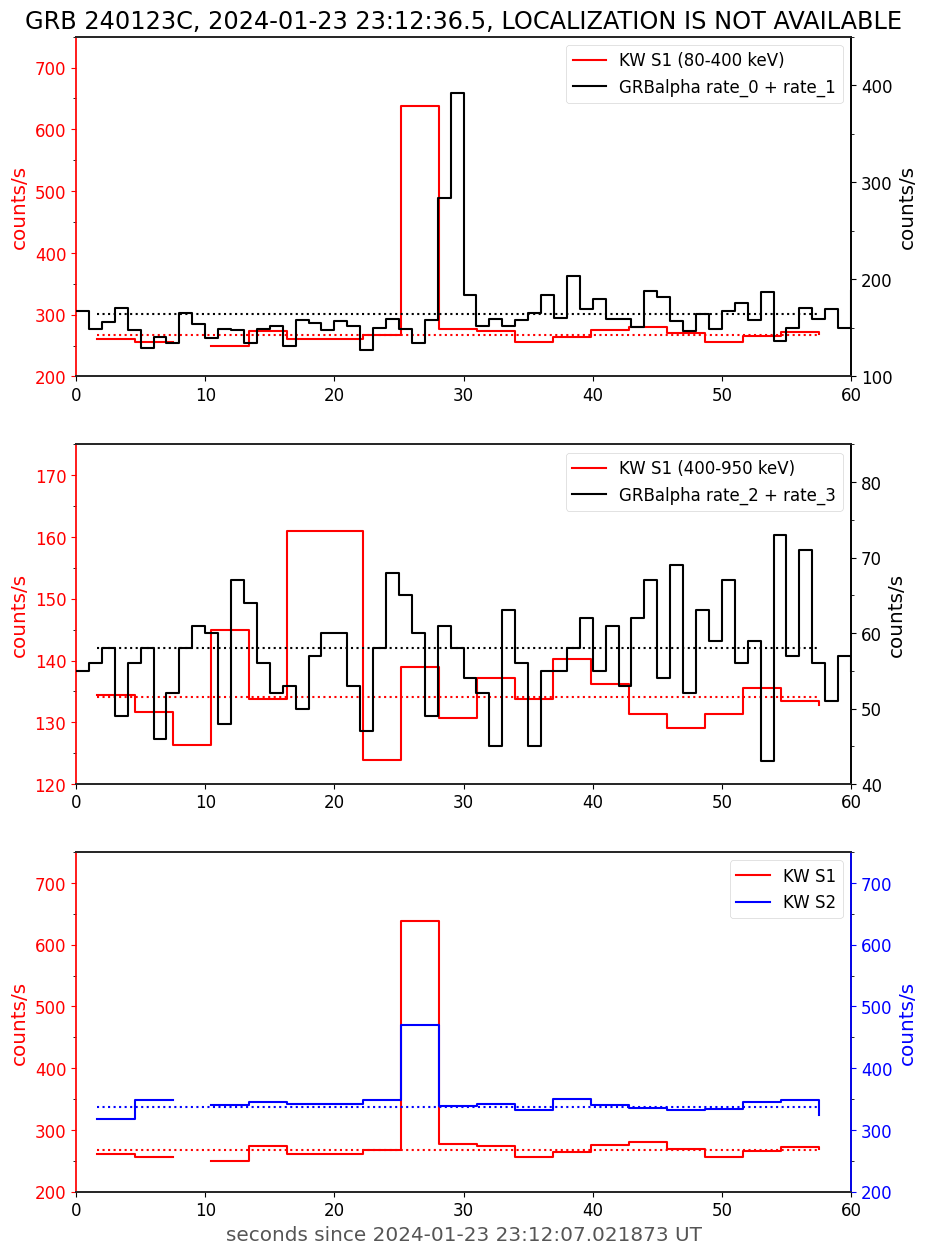 GRB 240123C, 2024-01-23 23:12:36.5, LOCALIZATION IS NOT AVAILABLE
KW S1 (80-400 keV)
GRBalpha rate_0 + rate_1
counts/s
counts/s
700
600
500
400
300
200
400
300
200
100
0 10 20 30 40 50 60
KW S1 (400-950 keV)
GRBalpha rate_2 + rate_3
counts/s
counts/s
170
160
150
140
130
120
80
70
60
50
40
0 10 20 30 40 50 60
KW S1
KW S2
counts/s
counts/s
700
600
500
400
300
200
700
600
500
400
300
200
0 10 20 30 40 50 60
seconds since 2024-01-23 23:12:07.021873 UT